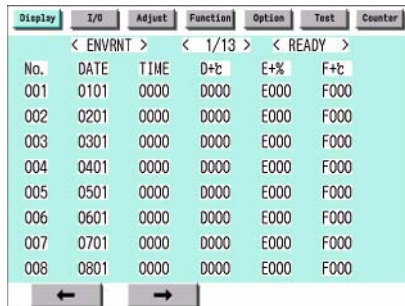 Display I/O Adjust Function Option Test Counter
< ENVRNT > < 1/13 > < READY >
No. DATE TIME D+℃ E+% F+℃
001 0101 0000 D000 E000 F000
002 0201 0000 D000 E000 F000
003 0301 0000 D000 E000 F000
004 0401 0000 D000 E000 F000
005 0501 0000 D000 E000 F000
006 0601 0000 D000 E000 F000
007 0701 0000 D000 E000 F000
008 0801 0000 D000 E000 F000
← →